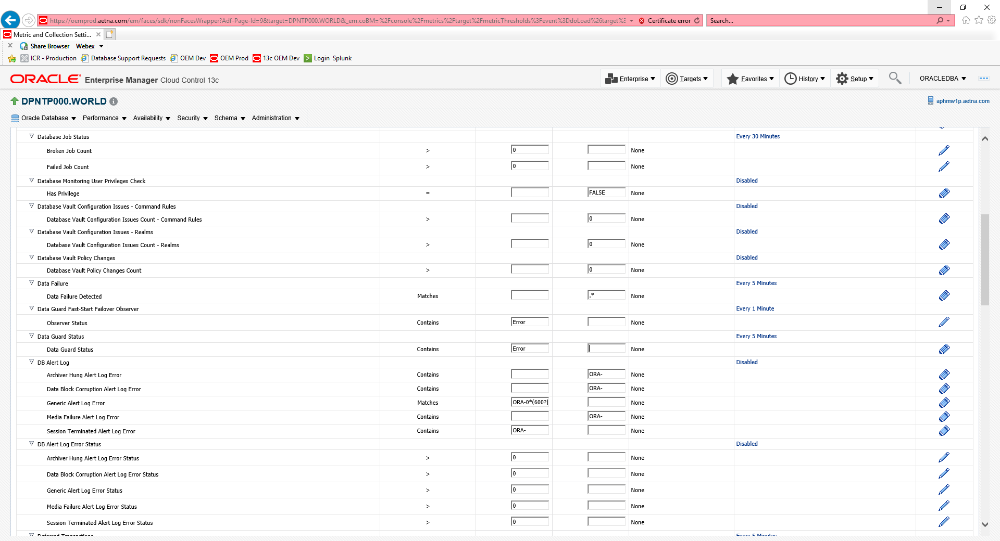 https://oemprod.aetna.com/em/faces/sdk/nonFacesWrapper?Adf-Page-Id=9&target=DPNTP000.WORLD&_em.coBM=%2Fconsole%2Fmetrics%2Ftarget%2FmetricThresholds%3Fevent%3DdoLoad%26target%3 Certificate error Search...
Metric and Collection Setti...
x Share Browser Webex
ICR - Production Database Support Requests OEM Dev OEM Prod 13c OEM Dev Login Splunk
ORACLE Enterprise Manager Cloud Control 13c Enterprise Targets Favorites History Setup ORACLEDBA
DPNTP000.WORLD aphmw1p.aetna.com
Oracle Database Performance Availability Security Schema Administration
Database Job Status Every 30 Minutes
Broken Job Count > 0 None
Failed Job Count > 0 None
Database Monitoring User Privileges Check Disabled
Has Privilege = FALSE None
Database Vault Configuration Issues - Command Rules Disabled
Database Vault Configuration Issues Count - Command Rules > 0 None
Database Vault Configuration Issues - Realms Disabled
Database Vault Configuration Issues Count - Realms > 0 None
Database Vault Policy Changes Disabled
Database Vault Policy Changes Count > 0 None
Data Failure Every 5 Minutes
Data Failure Detected Matches .* None
Data Guard Fast-Start Failover Observer Every 1 Minute
Observer Status Contains Error None
Data Guard Status Every 5 Minutes
Data Guard Status Contains Error None
DB Alert Log Disabled
Archiver Hung Alert Log Error Contains ORA- None
Data Block Corruption Alert Log Error Contains ORA- None
Generic Alert Log Error Matches ORA-0*(600?| None
Media Failure Alert Log Error Contains ORA- None
Session Terminated Alert Log Error Contains ORA- None
DB Alert Log Error Status Disabled
Archiver Hung Alert Log Error Status > 0 None
Data Block Corruption Alert Log Error Status > 0 None
Generic Alert Log Error Status > 0 None
Media Failure Alert Log Error Status > 0 None
Session Terminated Alert Log Error Status > 0 None
Deferred Transactions Every 5 Minutes